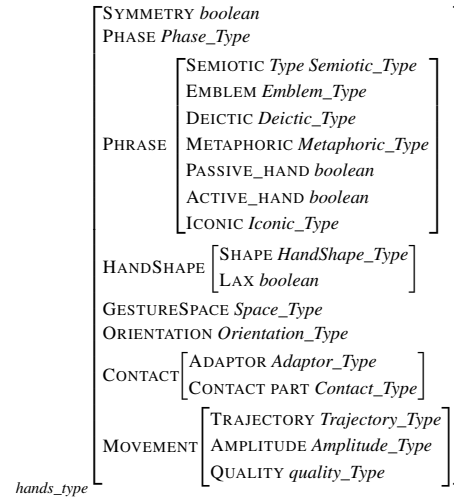 SYMMETRY boolean
PHASE Phase_Type
SEMIOTIC Type Semiotic_Type
EMBLEM Emblem_Type
DEICTIC Deictic_Type
PHRASE METAPHORIC Metaphoric_Type
PASSIVE_HAND boolean
ACTIVE_HAND boolean
ICONIC Iconic_Type
HANDSHAPE SHAPE HandShape_Type
LAX boolean
GESTURESPACE Space_Type
ORIENTATION Orientation_Type
CONTACT ADAPTOR Adaptor_Type
CONTACT PART Contact_Type
TRAJECTORY Trajectory_Type
MOVEMENT AMPLITUDE Amplitude_Type
QUALITY quality_Type
hands_type